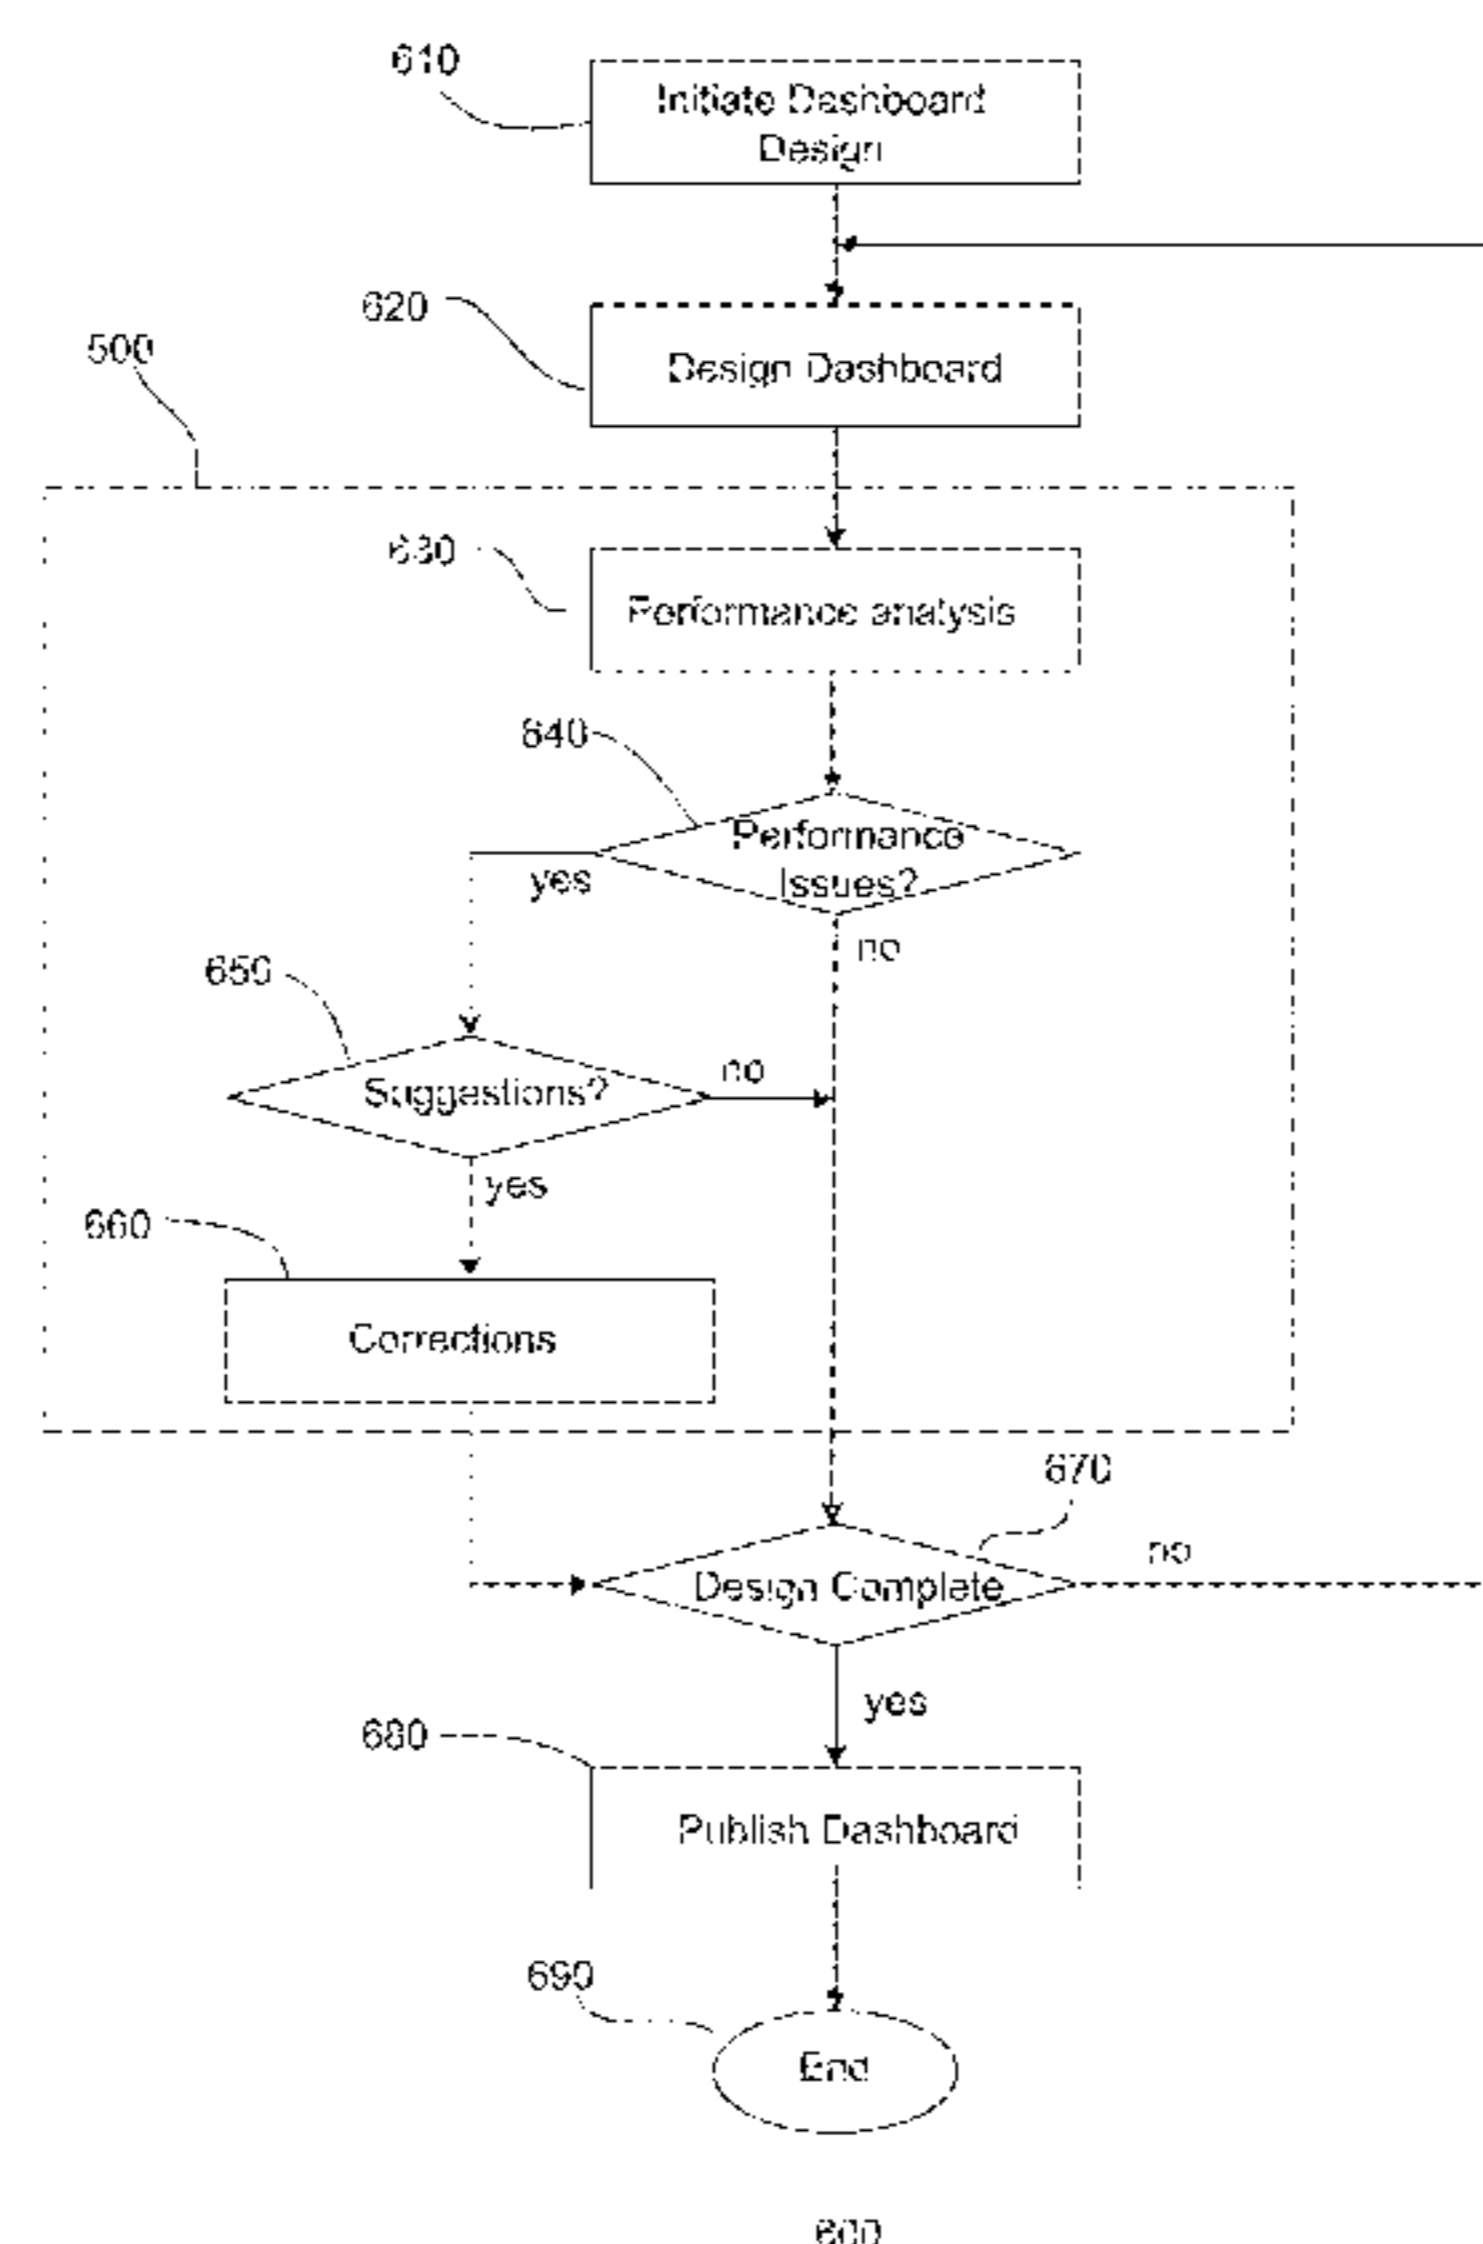 610
Initiate Dashboard
Design
620
Design Dashboard
500
630
Performance analysis
640
Performance
Issues?
yes
no
650
Suggestions?
no
yes
660
Corrections
670
Design Complete
no
yes
680
Publish Dashboard
690
End
600